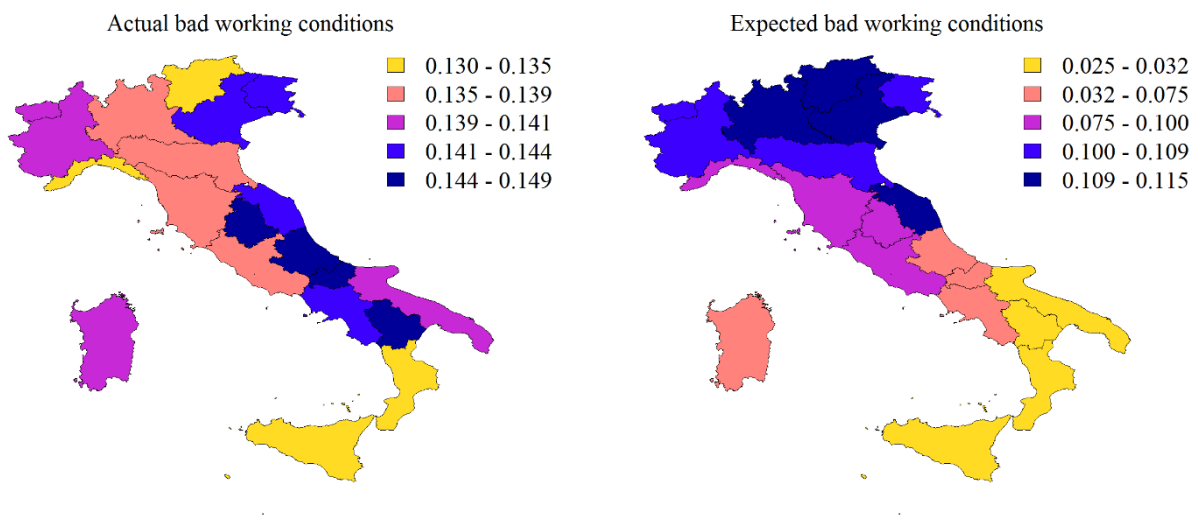 Actual bad working conditions
0.130 - 0.135
0.135 - 0.139
0.139 - 0.141
0.141 - 0.144
0.144 - 0.149
Expected bad working conditions
0.025 - 0.032
0.032 - 0.075
0.075 - 0.100
0.100 - 0.109
0.109 - 0.115